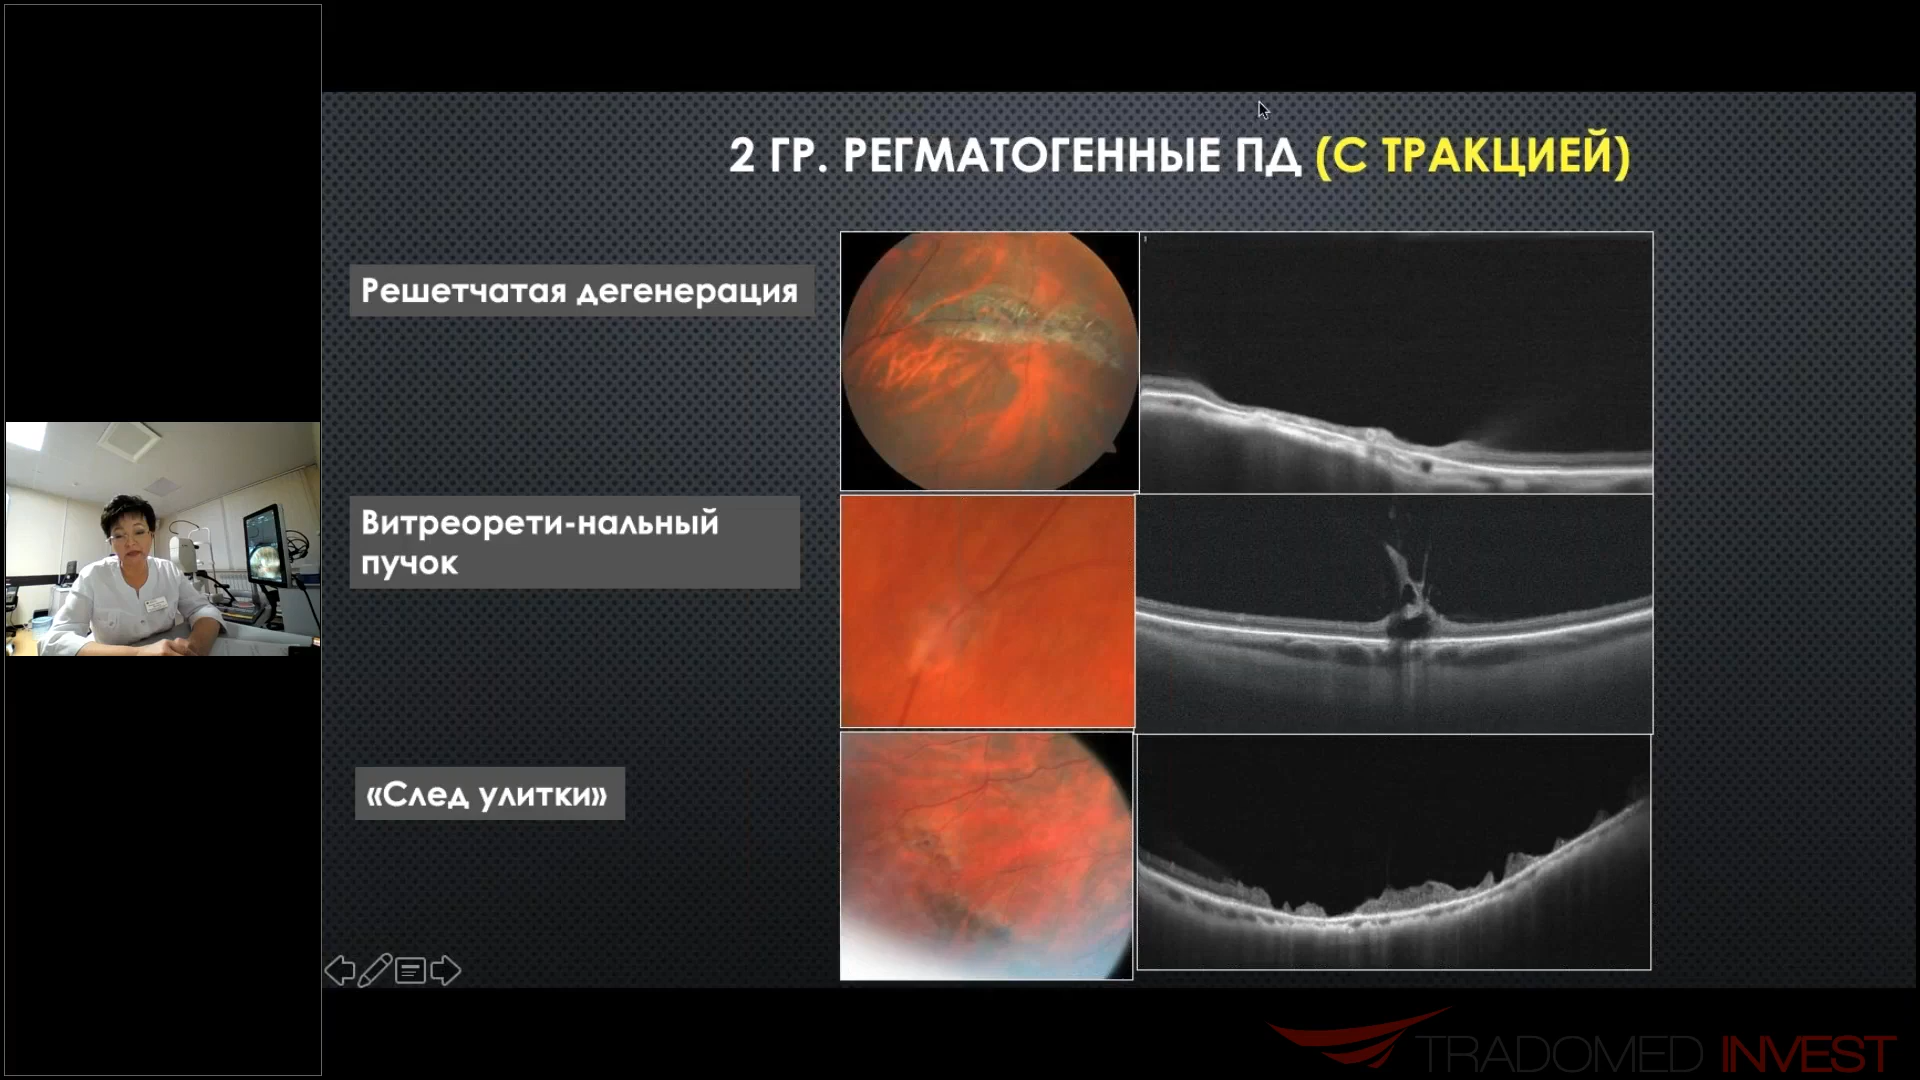 2 ГР. РЕГМАТОГЕННЫЕ ПД (С ТРАКЦИЕЙ)
Решетчатая дегенерация
Витреорети-нальный
пучок
«След улитки»
TRADOMED INVEST